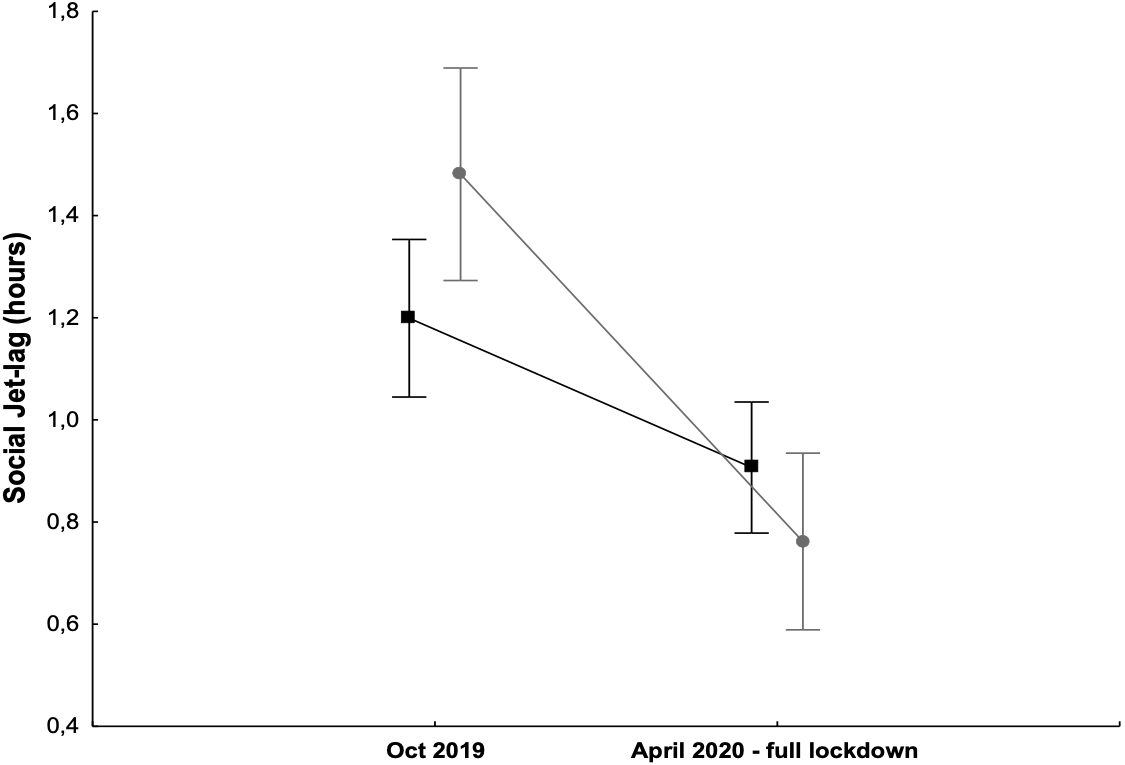 1,8
1,6
1,4
1,2
1,0
0,8
0,6
0,4
Social Jet-lag (hours)
Oct 2019
April 2020 - full lockdown